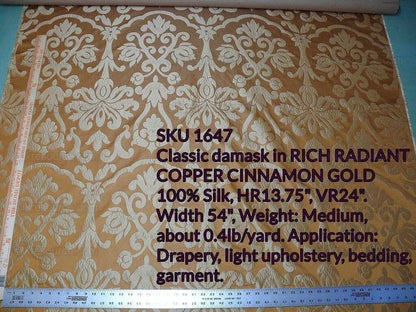 SKU 1647
Classic damask in RICH RADIANT
COPPER CINNAMON GOLD
100% Silk, HR13.75", VR24".
Width 54", Weight: Medium,
about 0.4lb/yard. Application:
Drapery, light upholstery, bedding,
garment.